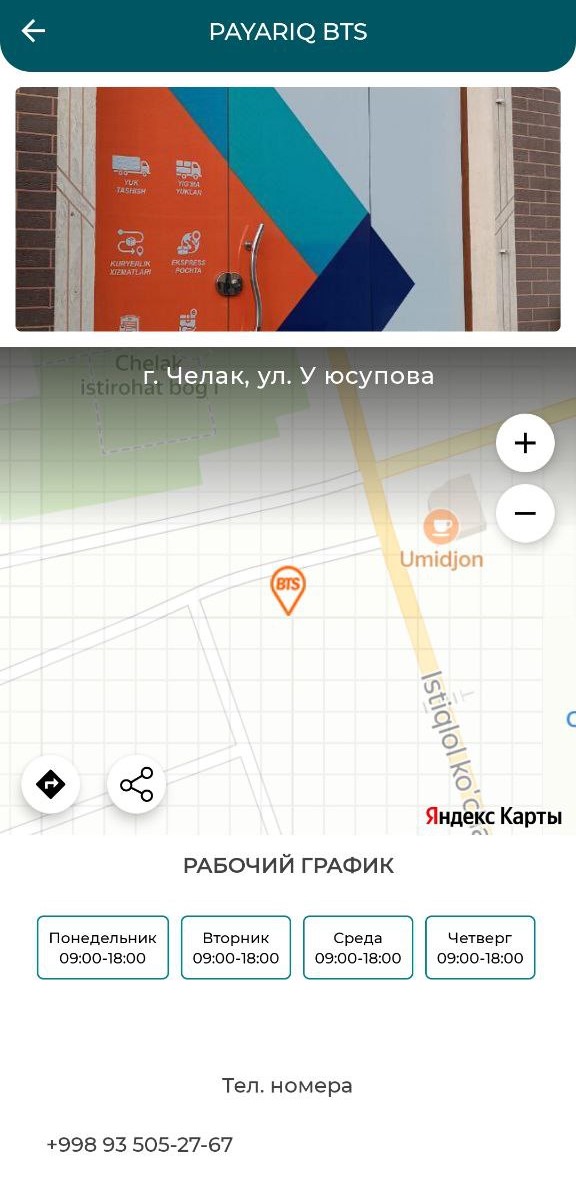 PAYARIQ BTS
YUK
TASHISH
YIG'MA
YUKLAR
KURYERLIK
XIZMATLARI
EKSPRESS
POCHTA
Chelak
istirohat bog'i
г. Челак, ул. У юсупова
+
−
Umidjon
BTS
Istiqlol ko'cha
Яндекс Карты
РАБОЧИЙ ГРАФИК
Понедельник
09:00-18:00
Вторник
09:00-18:00
Среда
09:00-18:00
Четверг
09:00-18:00
Тел. номера
+998 93 505-27-67